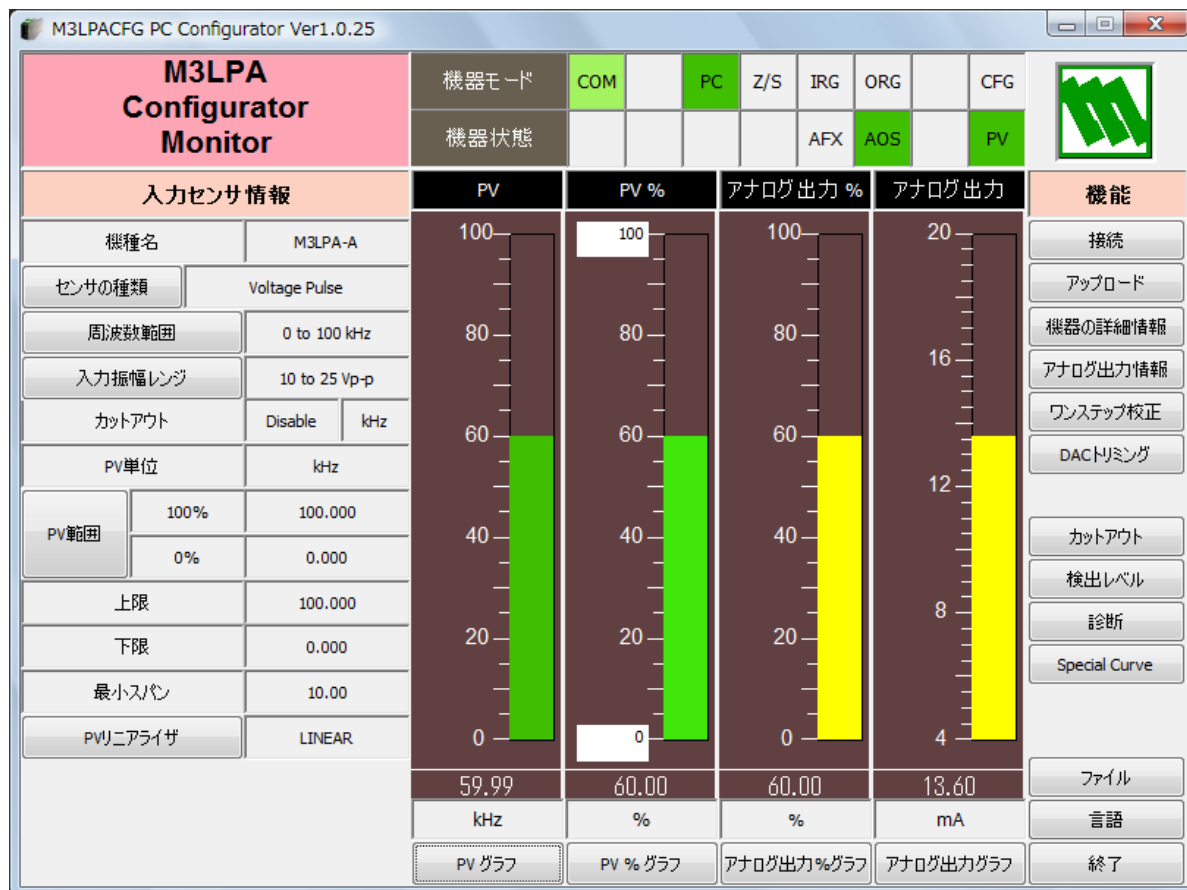 M3LPACFG PC Configurator Ver1.0.25
M3LPA
Configurator
Monitor
機器モード COM PC Z/S IRG ORG CFG
機器状態 AFX AOS PV
入力センサ情報
機種名 M3LPA-A
センサの種類 Voltage Pulse
周波数範囲 0 to 100 kHz
入力振幅レンジ 10 to 25 Vp-p
カットアウト Disable kHz
PV単位 kHz
PV範囲
100% 100.000
0% 0.000
上限 100.000
下限 0.000
最小スパン 10.00
PVリニアライザ LINEAR
PV
100
80
60
40
20
0
59.99
kHz
PV グラフ
PV %
100
80
60
40
20
0
60.00
%
PV % グラフ
アナログ出力 %
100
80
60
40
20
0
60.00
%
アナログ出力%グラフ
アナログ出力
20
16
12
8
4
13.60
mA
アナログ出力グラフ
機能
接続
アップロード
機器の詳細情報
アナログ出力情報
ワンステップ校正
DACトリミング
カットアウト
検出レベル
診断
Special Curve
ファイル
言語
終了